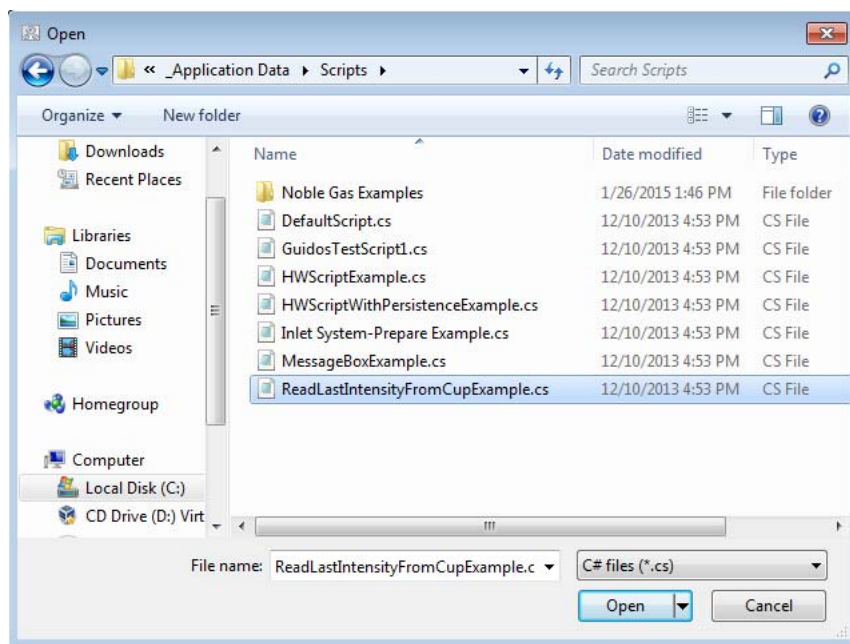 Open
« _Application Data Scripts
Search Scripts
Organize New folder
Downloads
Recent Places
Libraries
Documents
Music
Pictures
Videos
Homegroup
Computer
Local Disk (C:)
CD Drive (D:) Virt
Name Date modified Type
Noble Gas Examples 1/26/2015 1:46 PM File folder
DefaultScript.cs 12/10/2013 4:53 PM CS File
GuidosTestScript1.cs 12/10/2013 4:53 PM CS File
HWScriptExample.cs 12/10/2013 4:53 PM CS File
HWScriptWithPersistenceExample.cs 12/10/2013 4:53 PM CS File
Inlet System-Prepare Example.cs 12/10/2013 4:53 PM CS File
MessageBoxExample.cs 12/10/2013 4:53 PM CS File
ReadLastIntensityFromCupExample.cs 12/10/2013 4:53 PM CS File
File name: ReadLastIntensityFromCupExample.c C# files (*.cs)
Open Cancel